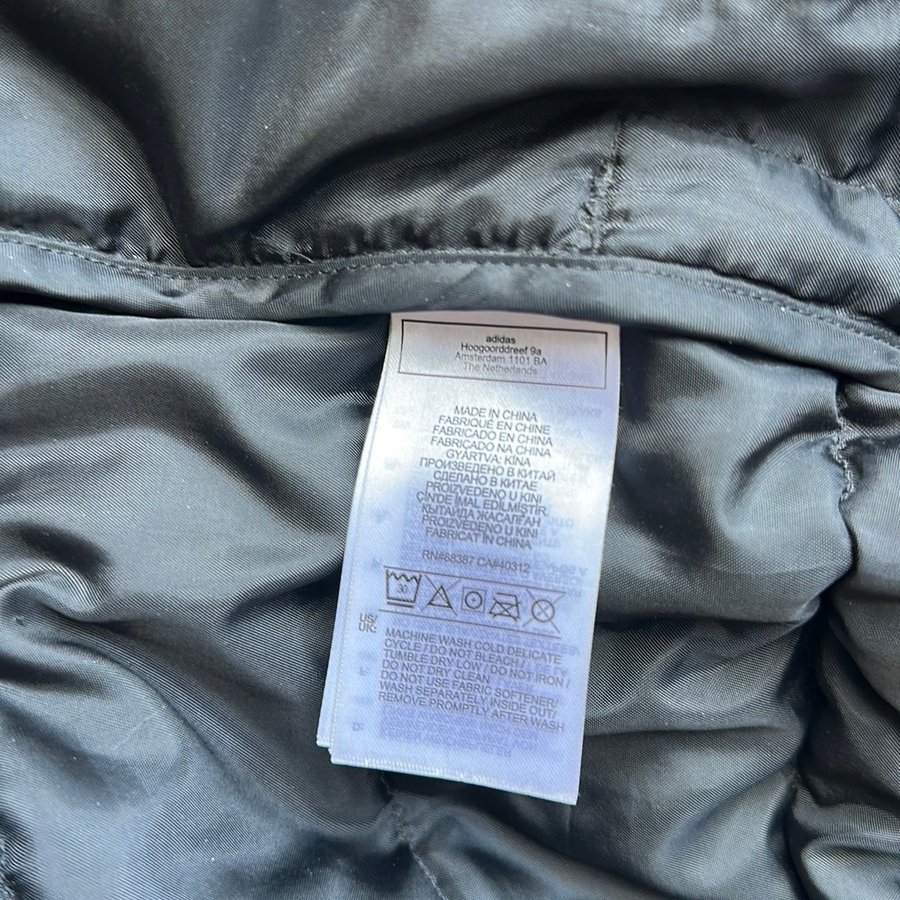 adidas
Hoogoorddreef 9a
Amsterdam 1101 BA
The Netherlands
MADE IN CHINA
FABRIQUÉ EN CHINE
FABRICADO EN CHINA
FABRICADO NA CHINA
GYÁRTVA: KÍNA
ПРОИЗВЕДЕНО В КИТАЙ
СДЕЛАНО В КИТАЕ
PROIZVEDENO U KINI
ÇİN'DE İMAL EDİLMİŞTİR.
ҚЫТАЙДА ЖАСАЛҒАН
PROIZVEDENO U KINI
FABRICAT ÎN CHINA
RN#88387 CA#40312
30
US/
UK:
MACHINE WASH COLD DELICATE
CYCLE / DO NOT BLEACH /
TUMBLE DRY LOW / DO NOT IRON /
DO NOT DRY CLEAN
DO NOT USE FABRIC SOFTENER/
WASH SEPARATELY INSIDE OUT/
REMOVE PROMPTLY AFTER WASH